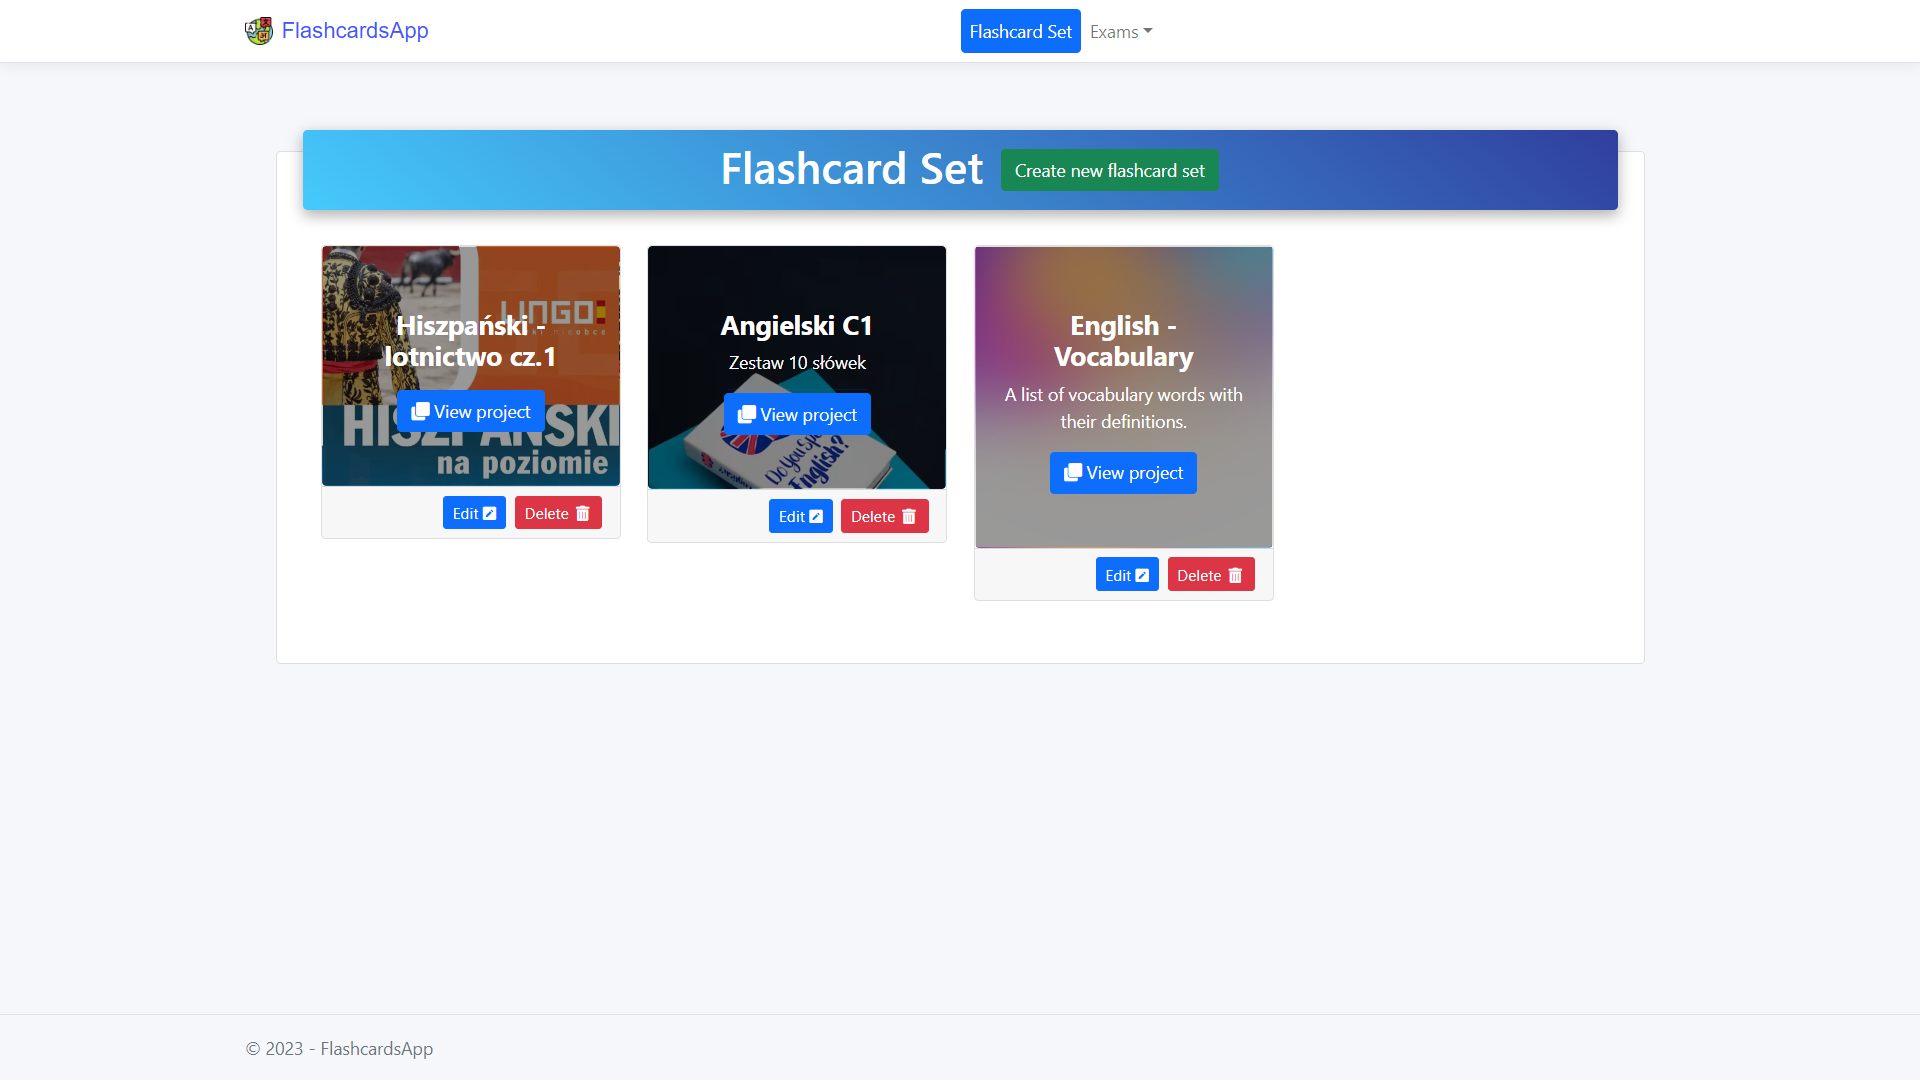 FlashcardsApp
Flashcard Set
Exams
Flashcard Set
Create new flashcard set
LINGO
Hiszpański -
lotnictwo cz.1
View project
HISZPAŃSKI
na poziomie
Edit
Delete
Angielski C1
Zestaw 10 słówek
View project
Do You Speak
English?
Edit
Delete
English -
Vocabulary
A list of vocabulary words with
their definitions.
View project
Edit
Delete
© 2023 - FlashcardsApp